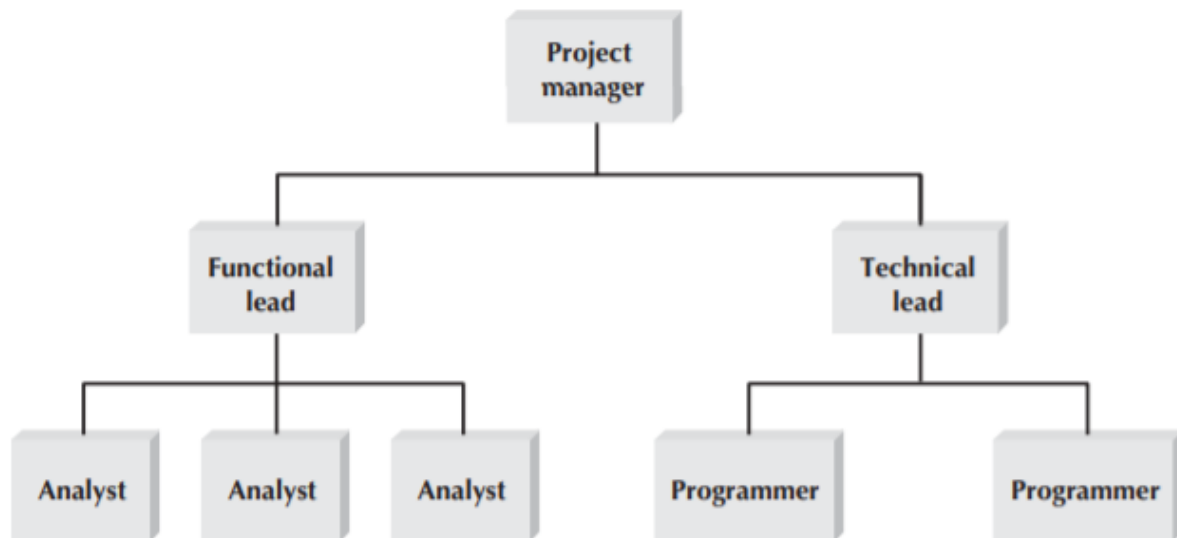 Project
manager
Functional
lead
Technical
lead
Analyst
Analyst
Analyst
Programmer
Programmer